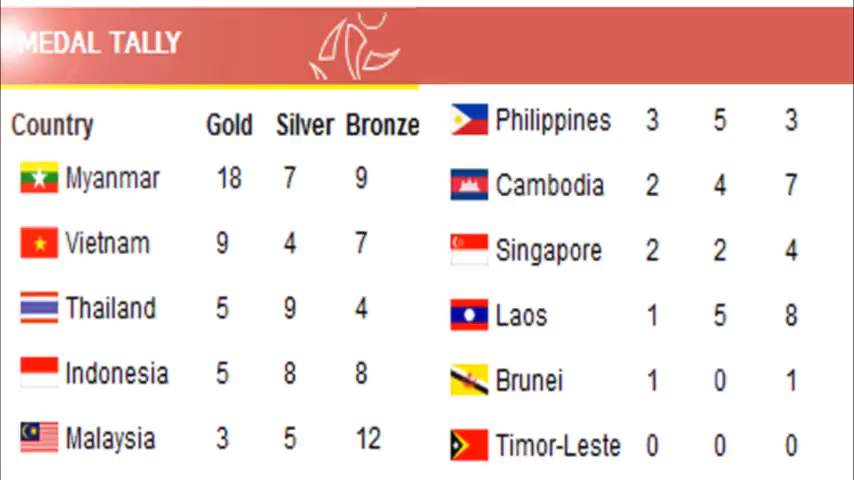 MEDAL TALLY
Country Gold Silver Bronze
Myanmar 18 7 9
Vietnam 9 4 7
Thailand 5 9 4
Indonesia 5 8 8
Malaysia 3 5 12
Philippines 3 5 3
Cambodia 2 4 7
Singapore 2 2 4
Laos 1 5 8
Brunei 1 0 1
Timor-Leste 0 0 0